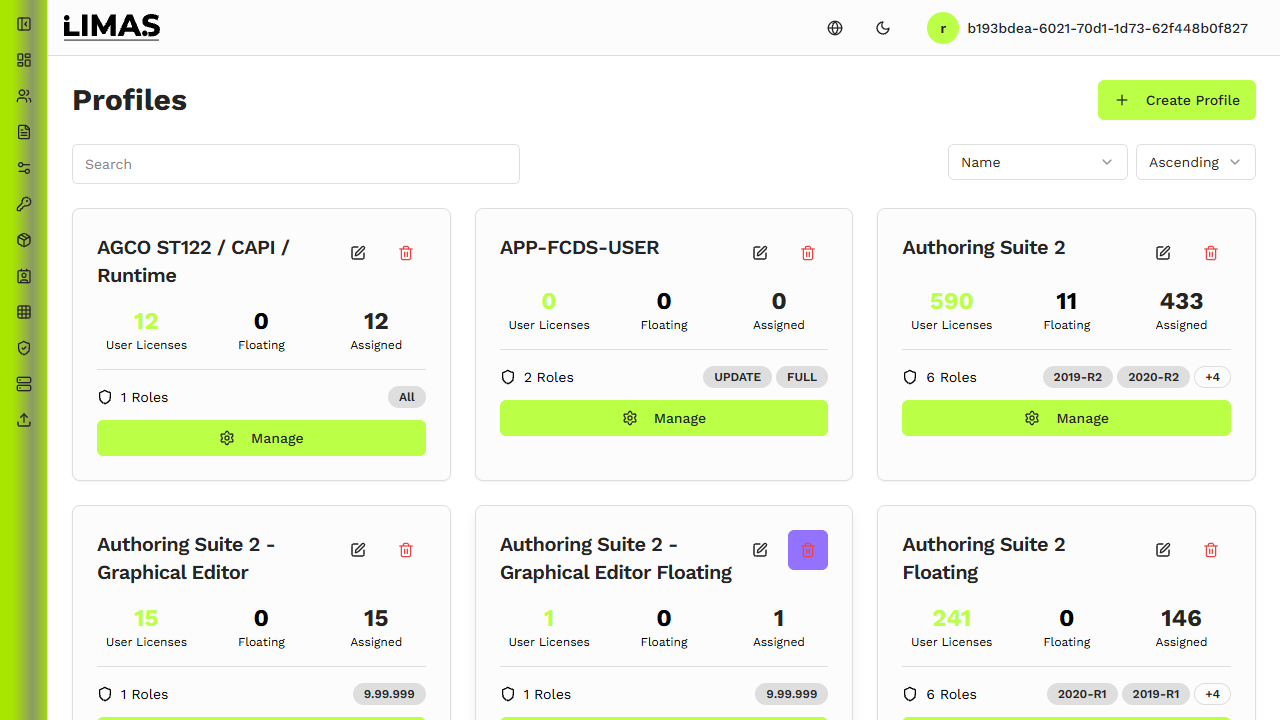 LIMAS
r
b193bdea-6021-70d1-1d73-62f448b0f827
Profiles
Create Profile
Search
Name
Ascending
AGCO ST122 / CAPI /
Runtime
12
0
12
User Licenses
Floating
Assigned
1 Roles
All
Manage
APP-FCDS-USER
0
0
0
User Licenses
Floating
Assigned
2 Roles
UPDATE
FULL
Manage
Authoring Suite 2
590
11
433
User Licenses
Floating
Assigned
6 Roles
2019-R2
2020-R2
+4
Manage
Authoring Suite 2 -
Graphical Editor
15
0
15
User Licenses
Floating
Assigned
1 Roles
9.99.999
Authoring Suite 2 -
Graphical Editor Floating
1
0
1
User Licenses
Floating
Assigned
1 Roles
9.99.999
Authoring Suite 2
Floating
241
0
146
User Licenses
Floating
Assigned
6 Roles
2020-R1
2019-R1
+4